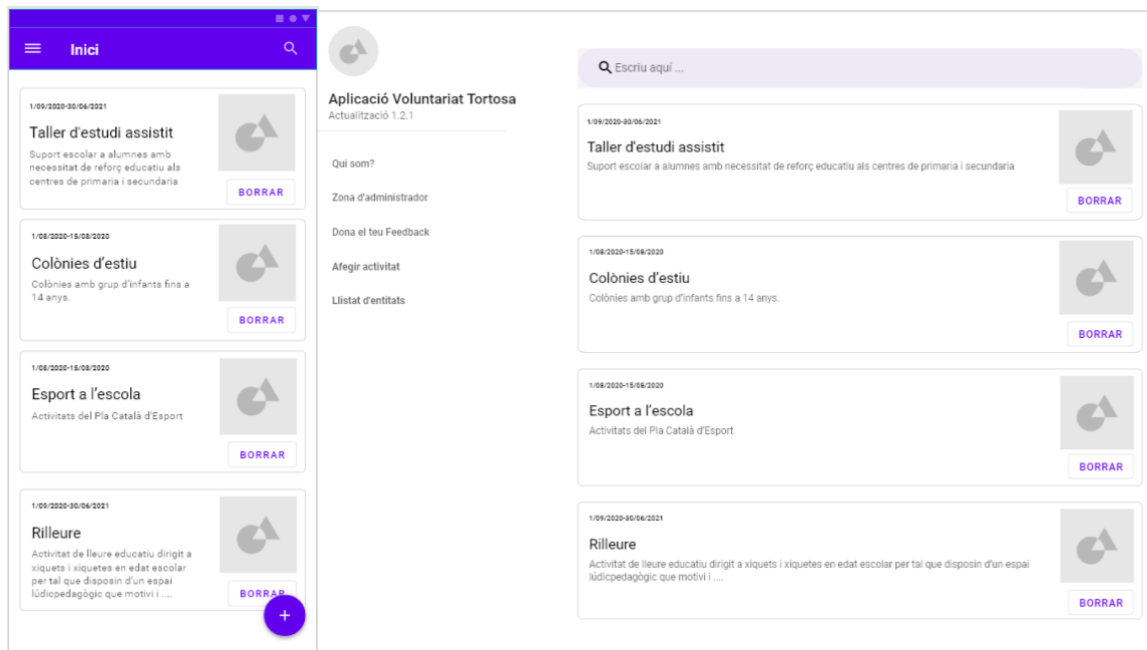 Inici
1/09/2020-30/06/2021
Taller d'estudi assistit
Suport escolar a alumnes amb
necessitat de reforç educatiu als
centres de primaria i secundaria
BORRAR
1/08/2020-15/08/2020
Colònies d'estiu
Colònies amb grup d'infants fins a
14 anys.
BORRAR
1/08/2020-15/08/2020
Esport a l'escola
Activitats del Pla Català d'Esport
BORRAR
1/09/2020-30/06/2021
Rilleure
Activitat de lleure educatiu dirigit a
xiquets i xiquetes en edat escolar
per tal que disposin d'un espai
lúdicpedagògic que motivi i ....
BORRAR
+
Aplicació Voluntariat Tortosa
Actualització 1.2.1
Qui som?
Zona d'administrador
Dona el teu Feedback
Afegir activitat
Llistat d'entitats
Escriu aquí ...
1/09/2020-30/06/2021
Taller d'estudi assistit
Suport escolar a alumnes amb necessitat de reforç educatiu als centres de primaria i secundaria
BORRAR
1/08/2020-15/08/2020
Colònies d'estiu
Colònies amb grup d'infants fins a 14 anys.
BORRAR
1/08/2020-15/08/2020
Esport a l'escola
Activitats del Pla Català d'Esport
BORRAR
1/09/2020-30/06/2021
Rilleure
Activitat de lleure educatiu dirigit a xiquets i xiquetes en edat escolar per tal que disposin d'un espai
lúdicpedagògic que motivi i ....
BORRAR